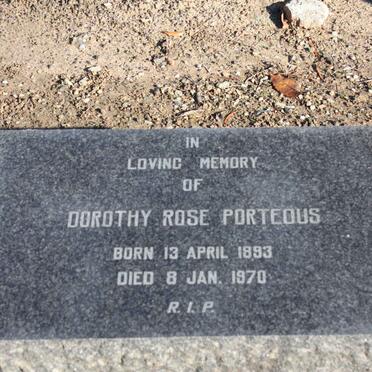 IN
LOVING MEMORY
OF
DOROTHY ROSE PORTEOUS
BORN 13 APRIL 1893
DIED 8 JAN. 1970
R.I.P.